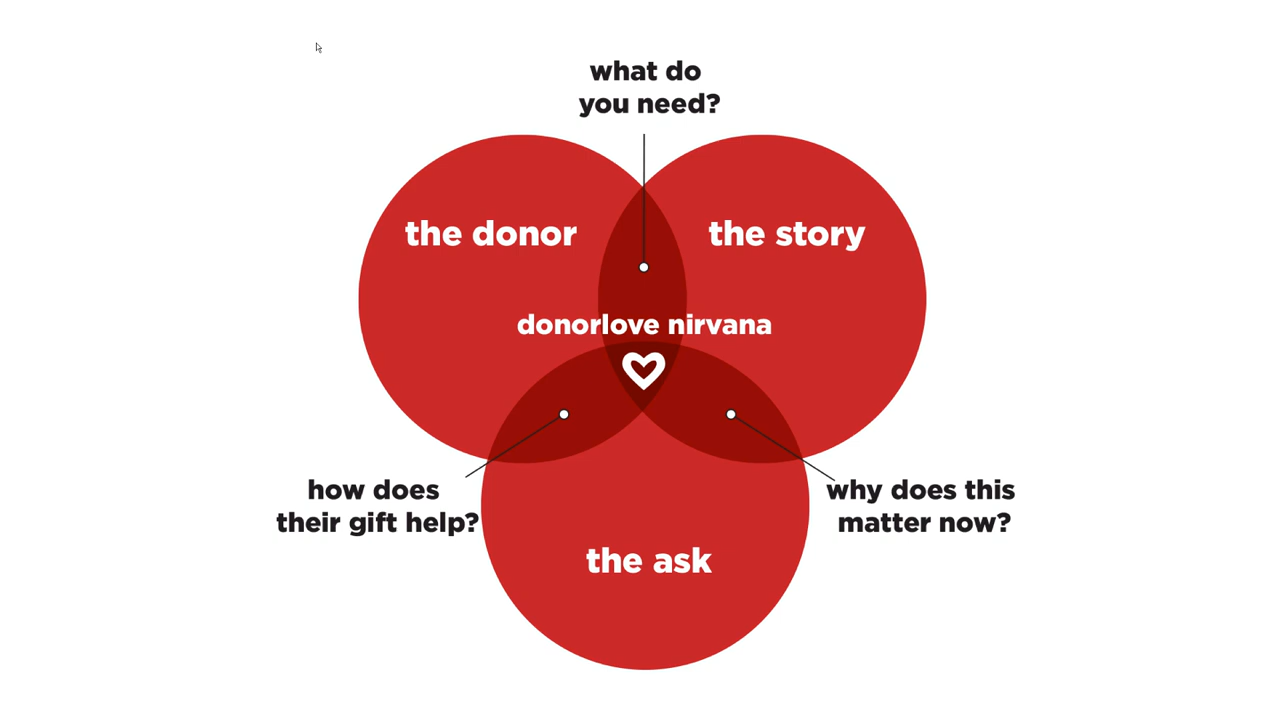 what do
you need?
the donor
the story
donorlove nirvana
how does
their gift help?
why does this
matter now?
the ask